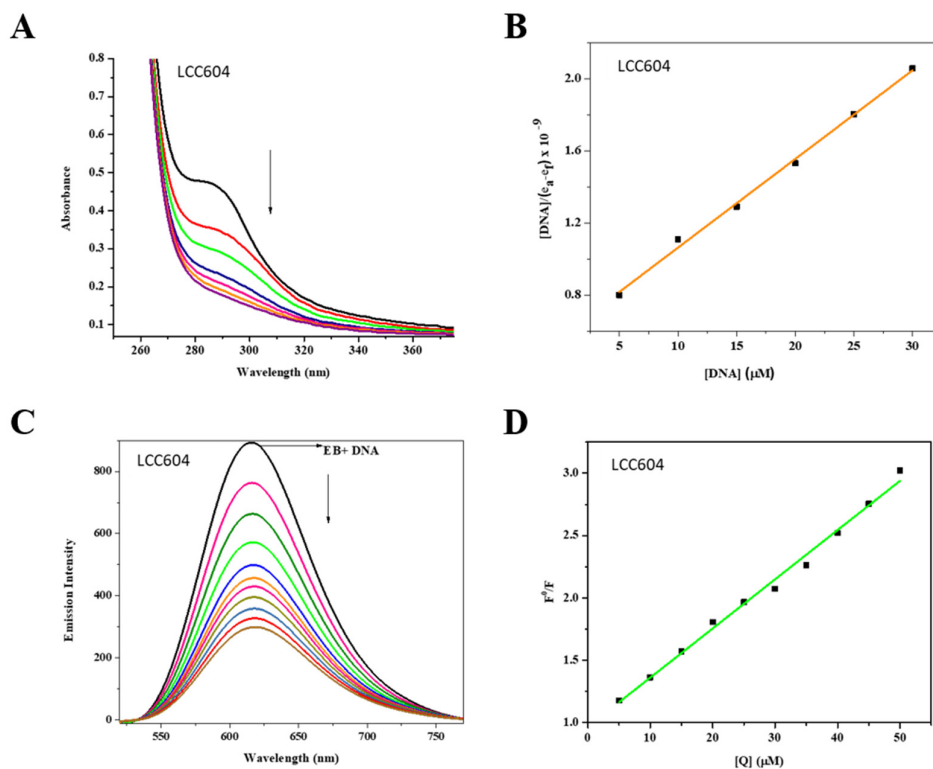 A
LCC604
0.8
0.7
0.6
0.5
0.4
0.3
0.2
0.1
Absorbance
260 280 300 320 340 360
Wavelength (nm)
B
LCC604
2.0
1.6
1.2
0.8
[DNA]/(eₐ-e_f) x 10⁻⁹
5 10 15 20 25 30
[DNA] (μM)
C
LCC604
EB+ DNA
800
600
400
200
0
Emission Intensity
550 600 650 700 750
Wavelength (nm)
D
LCC604
3.0
2.5
2.0
1.5
1.0
F⁰/F
0 10 20 30 40 50
[Q] (μM)